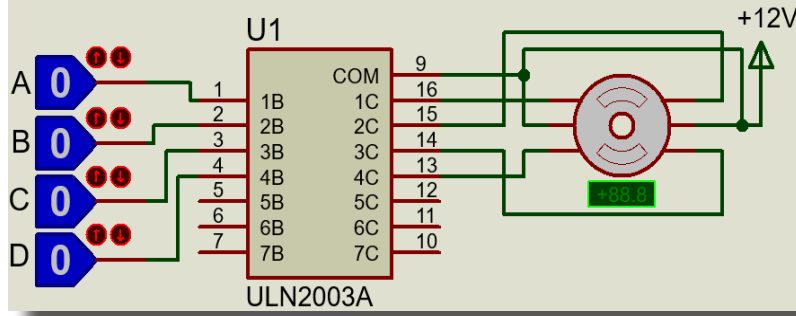 +12V
U1
A 0
B 0
C 0
D 0
1 1B
2 2B
3 3B
4 4B
5 5B
6 6B
7 7B
COM 9
1C 16
2C 15
3C 14
4C 13
5C 12
6C 11
7C 10
+88.8
ULN2003A